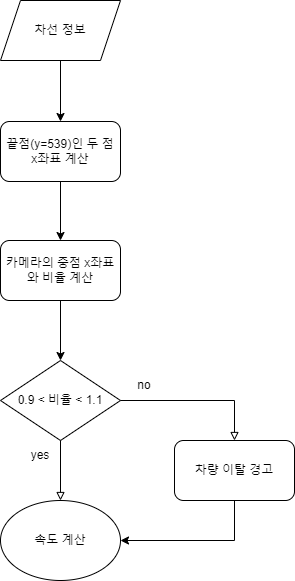 차선 정보
끝점(y=539)인 두 점
x좌표 계산
카메라의 중점 x좌표
와 비율 계산
0.9 < 비율 < 1.1
no
yes
차량 이탈 경고
속도 계산